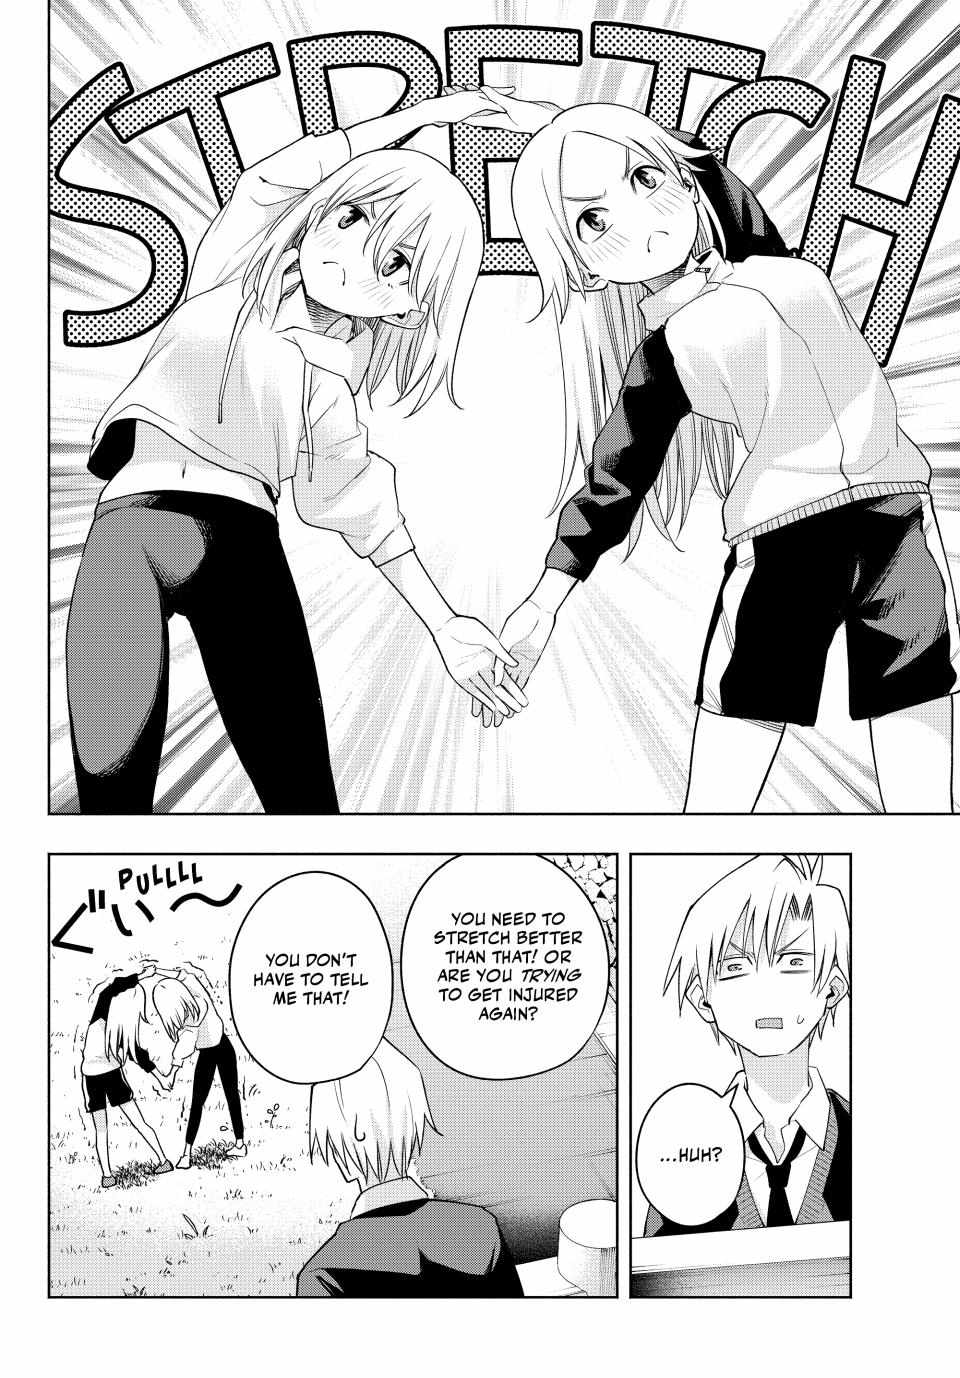 STRETCH
...HUH?
YOU NEED TO
STRETCH BETTER
THAN THAT! OR
ARE YOU TRYING
TO GET INJURED
AGAIN?
YOU DON'T
HAVE TO TELL
ME THAT!
PULLLL
ぐい〜